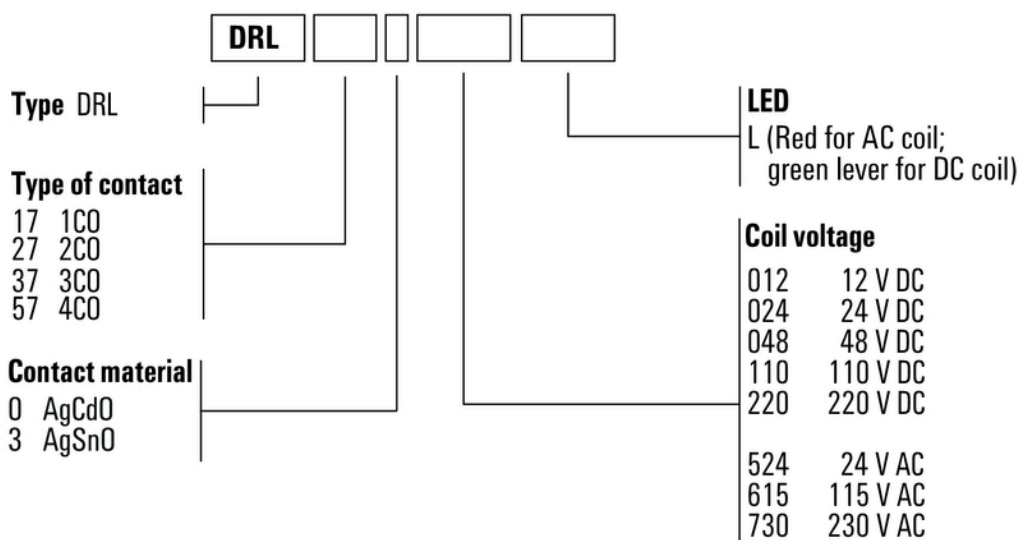 DRL
Type DRL
Type of contact
17 1CO
27 2CO
37 3CO
57 4CO
Contact material
0 AgCdO
3 AgSnO
LED
L (Red for AC coil;
green lever for DC coil)
Coil voltage
012 12 V DC
024 24 V DC
048 48 V DC
110 110 V DC
220 220 V DC
524 24 V AC
615 115 V AC
730 230 V AC